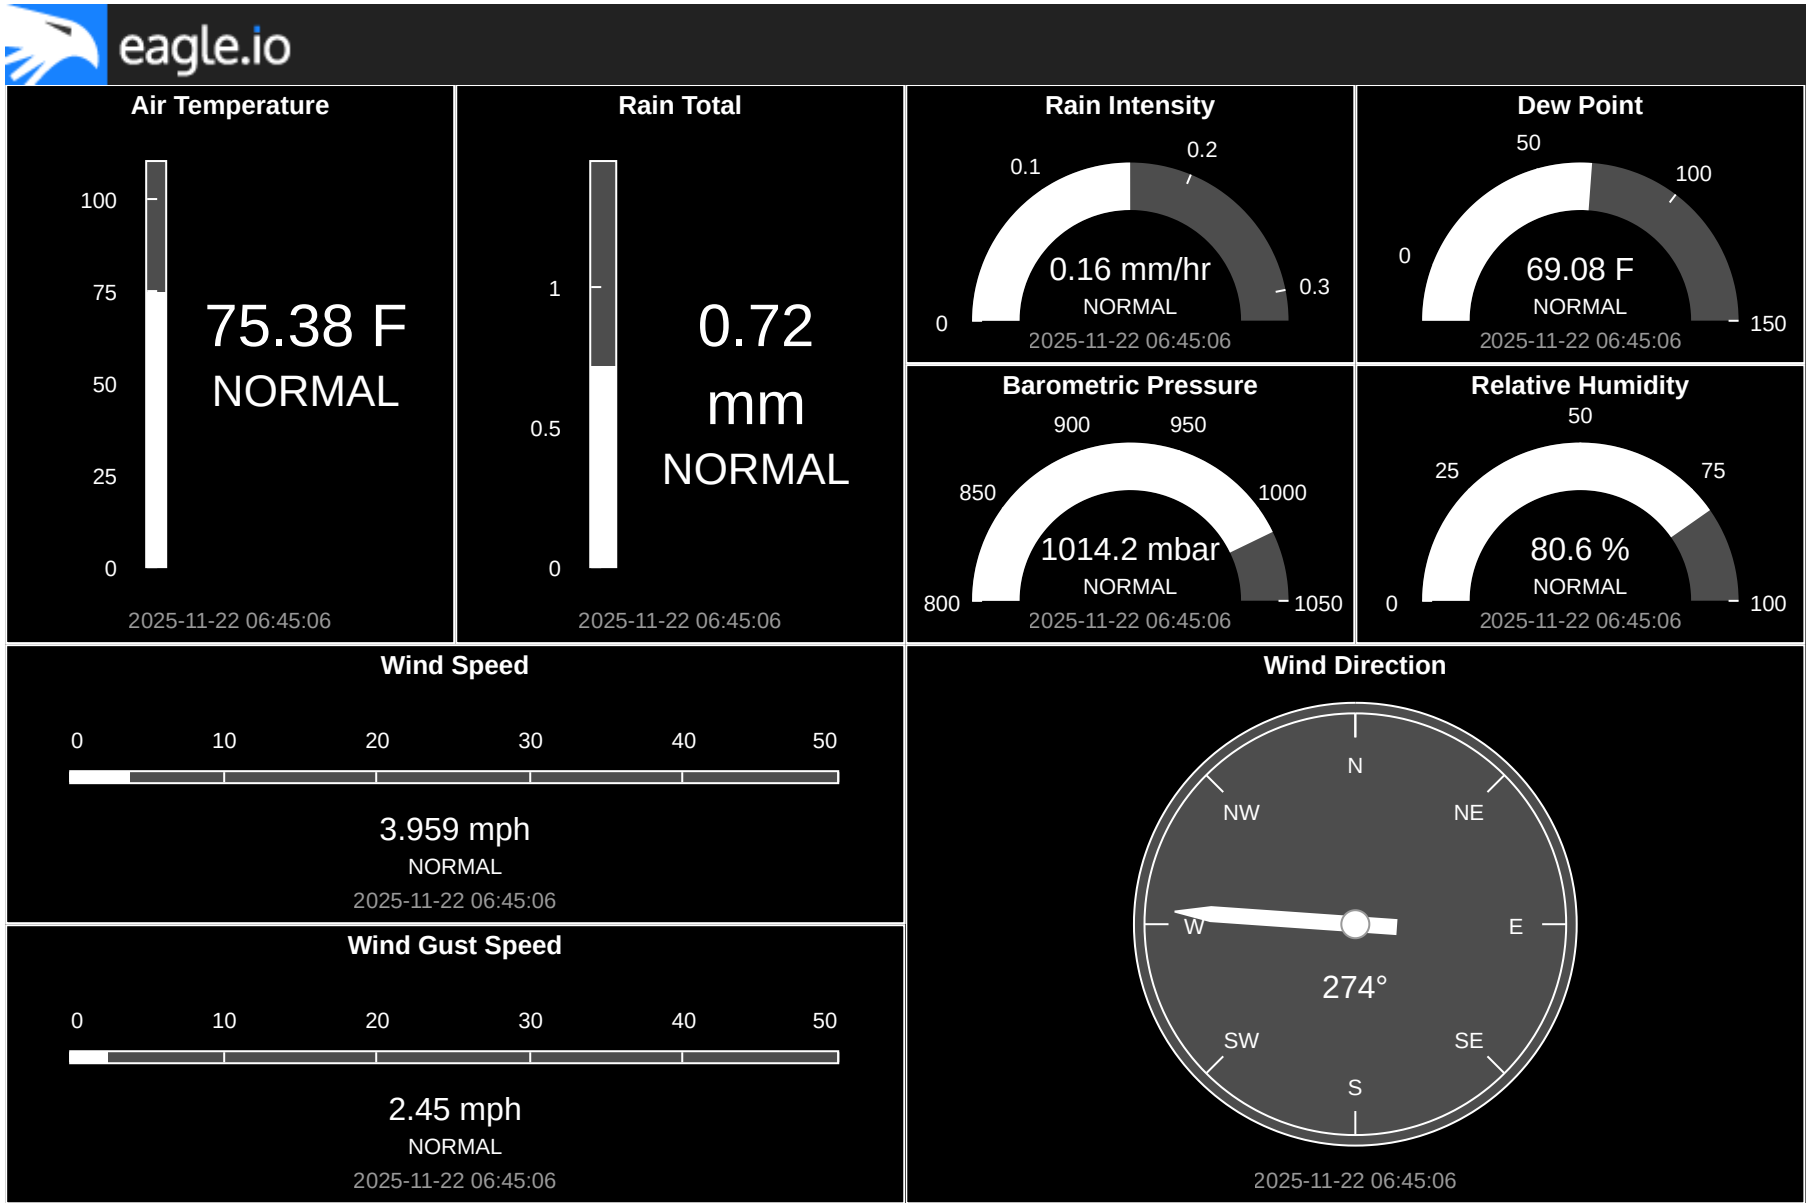 eagle.io
Air Temperature
100
75
50
25
0
75.38 F
NORMAL
2025-11-22 06:45:06
Rain Total
1
0.5
0
0.72
mm
NORMAL
2025-11-22 06:45:06
Rain Intensity
0
0.1
0.2
0.3
0.16 mm/hr
NORMAL
2025-11-22 06:45:06
Dew Point
0
50
100
150
69.08 F
NORMAL
2025-11-22 06:45:06
Barometric Pressure
800
850
900
950
1000
1050
1014.2 mbar
NORMAL
2025-11-22 06:45:06
Relative Humidity
0
25
50
75
100
80.6 %
NORMAL
2025-11-22 06:45:06
Wind Speed
0 10 20 30 40 50
3.959 mph
NORMAL
2025-11-22 06:45:06
Wind Gust Speed
0 10 20 30 40 50
2.45 mph
NORMAL
2025-11-22 06:45:06
Wind Direction
N
NW NE
W E
274°
SW SE
S
2025-11-22 06:45:06